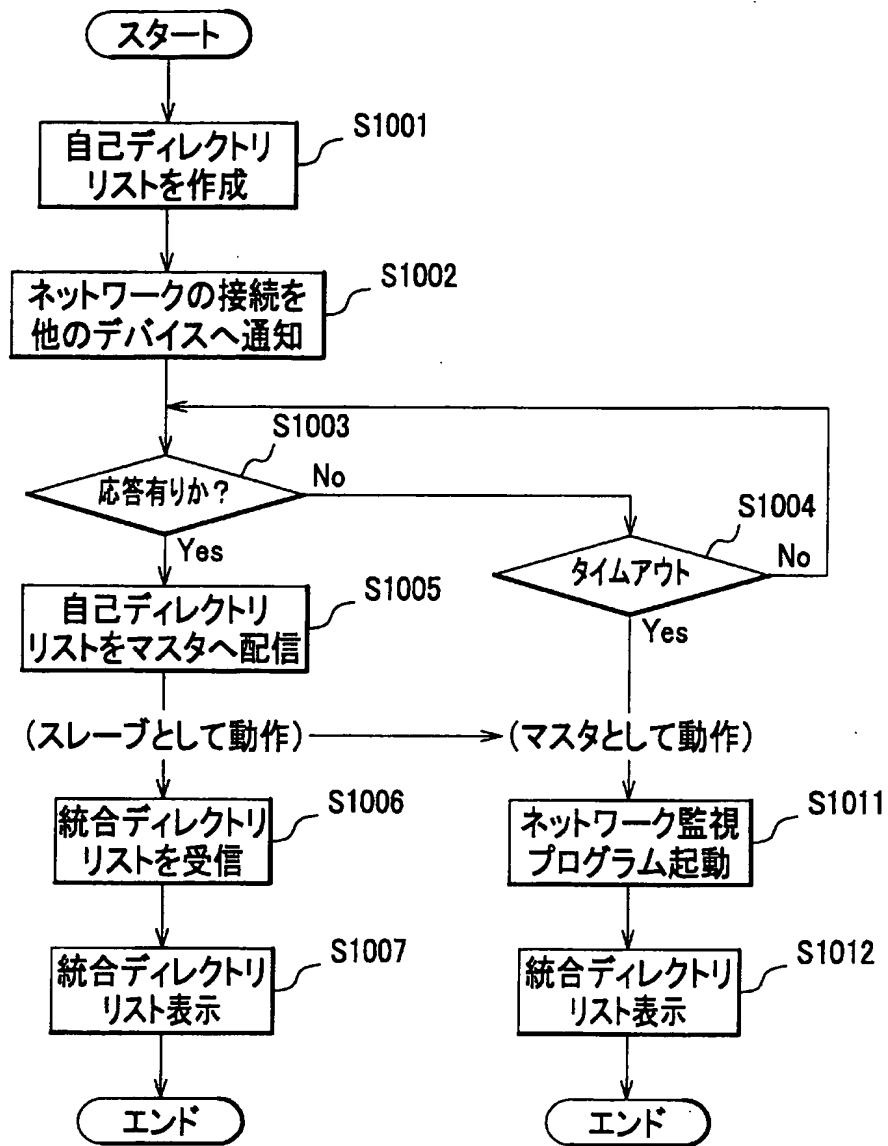 スタート
S1001
自己ディレクトリ
リストを作成
S1002
ネットワークの接続を
他のデバイスへ通知
S1003
応答有りか？
No
Yes
S1004
タイムアウト
No
Yes
S1005
自己ディレクトリ
リストをマスタへ配信
(スレーブとして動作)
(マスタとして動作)
S1006
統合ディレクトリ
リストを受信
S1011
ネットワーク監視
プログラム起動
S1007
統合ディレクトリ
リスト表示
S1012
統合ディレクトリ
リスト表示
エンド
エンド